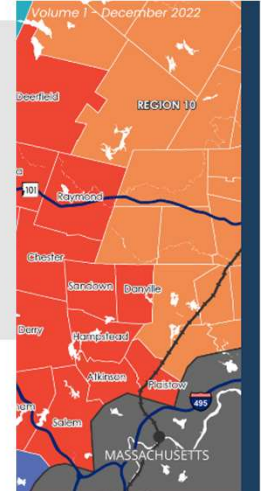 Volume 1 - December 2022
Deerfield
REGION 10
101
Raymond
Chester
Sandown
Danville
Derry
Hampstead
Atkinson
Plaistow
495
Salem
MASSACHUSETTS